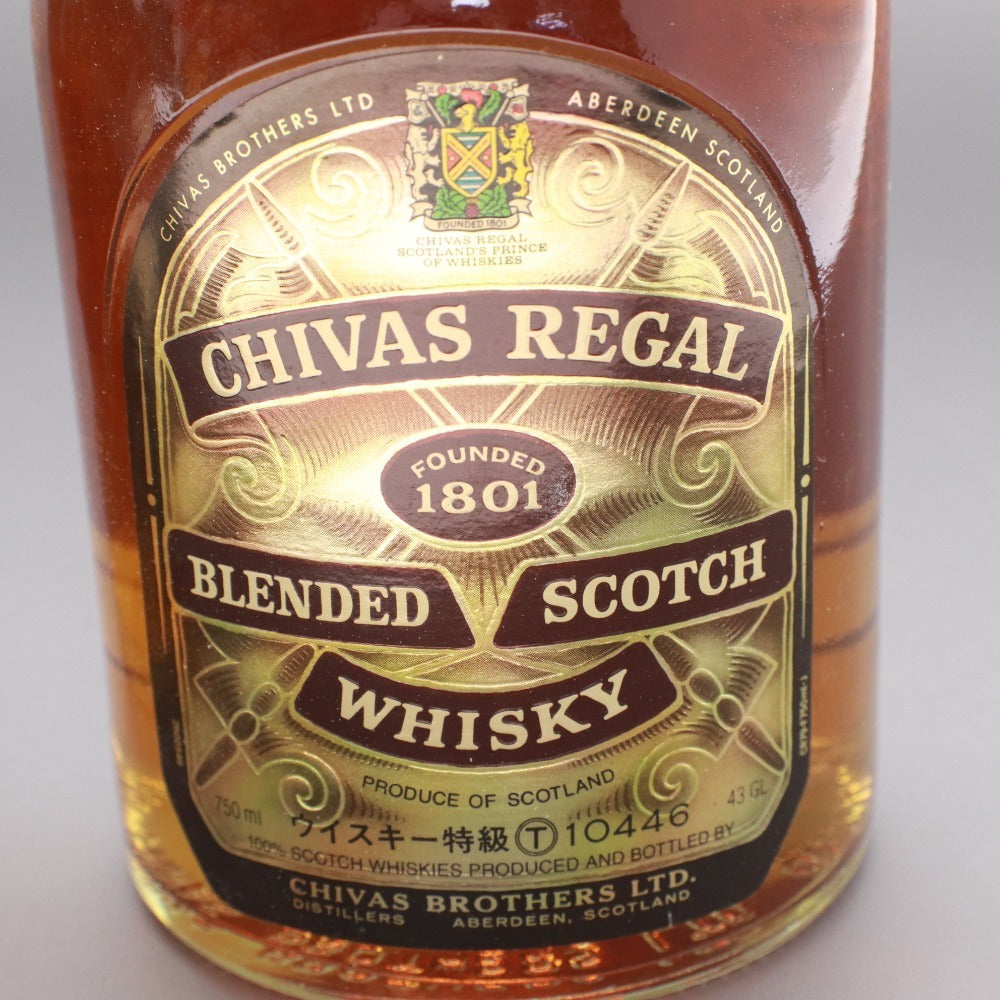 CHIVAS BROTHERS LTD
ABERDEEN SCOTLAND
FOUNDED 1801
CHIVAS REGAL
SCOTLAND'S PRINCE
OF WHISKIES
CHIVAS REGAL
FOUNDED
1801
BLENDED SCOTCH
WHISKY
PRODUCE OF SCOTLAND
750 ml
43 GL
ウイスキー特級 Ⓣ 10446
100% SCOTCH WHISKIES PRODUCED AND BOTTLED BY
CHIVAS BROTHERS LTD.
DISTILLERS ABERDEEN, SCOTLAND